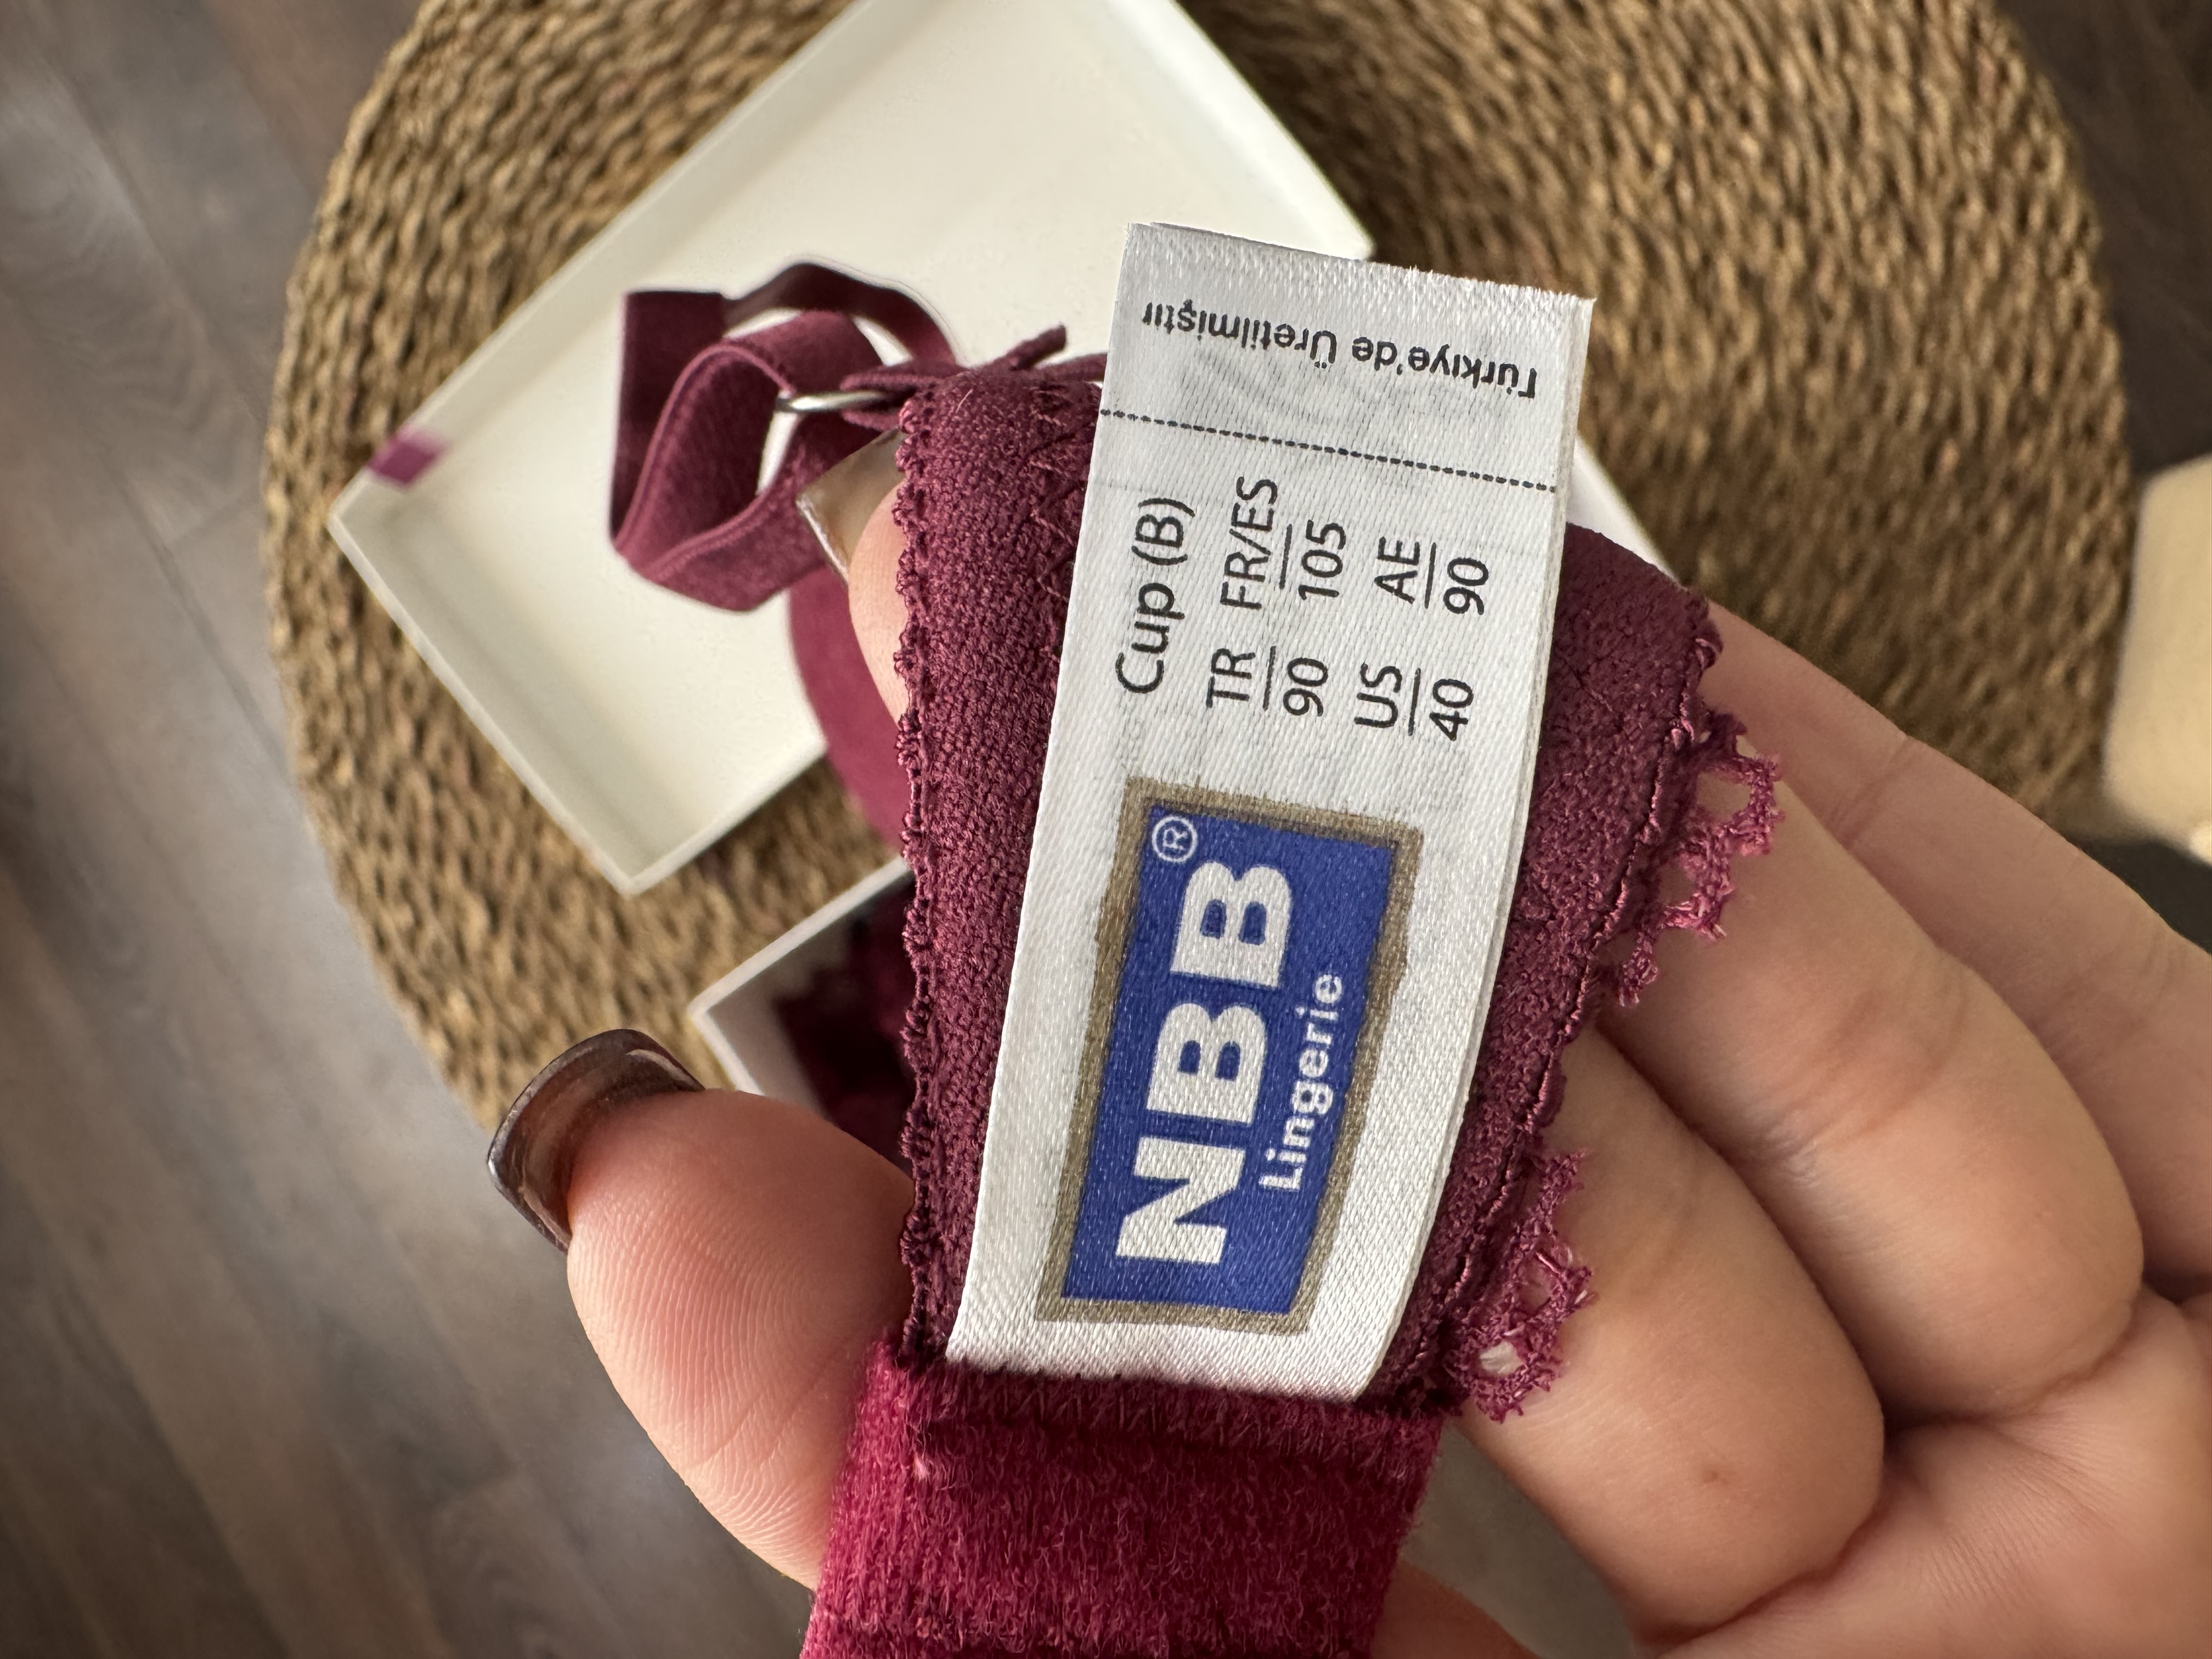 NBB®
Lingerie
Cup (B)
TR FR/ES
90 105
US AE
40 90
Türkiye'de Üretilmiştir